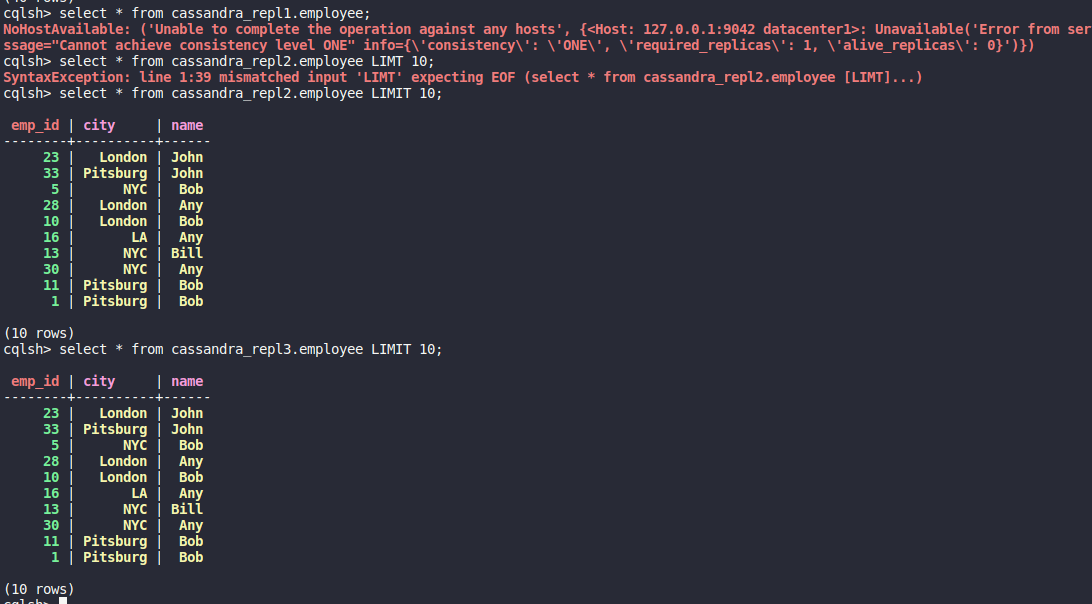 (40 rows)
cqlsh> select * from cassandra_repl1.employee;
NoHostAvailable: ('Unable to complete the operation against any hosts', {<Host: 127.0.0.1:9042 datacenter1>: Unavailable('Error from ser
ssage="Cannot achieve consistency level ONE" info={\'consistency\': \'ONE\', \'required_replicas\': 1, \'alive_replicas\': 0}')})
cqlsh> select * from cassandra_repl2.employee LIMT 10;
SyntaxException: line 1:39 mismatched input 'LIMT' expecting EOF (select * from cassandra_repl2.employee [LIMT]...)
cqlsh> select * from cassandra_repl2.employee LIMIT 10;
emp_id | city | name
--------+----------+------
23 | London | John
33 | Pitsburg | John
5 | NYC | Bob
28 | London | Any
10 | London | Bob
16 | LA | Any
13 | NYC | Bill
30 | NYC | Any
11 | Pitsburg | Bob
1 | Pitsburg | Bob
(10 rows)
cqlsh> select * from cassandra_repl3.employee LIMIT 10;
emp_id | city | name
--------+----------+------
23 | London | John
33 | Pitsburg | John
5 | NYC | Bob
28 | London | Any
10 | London | Bob
16 | LA | Any
13 | NYC | Bill
30 | NYC | Any
11 | Pitsburg | Bob
1 | Pitsburg | Bob
(10 rows)
cqlsh>